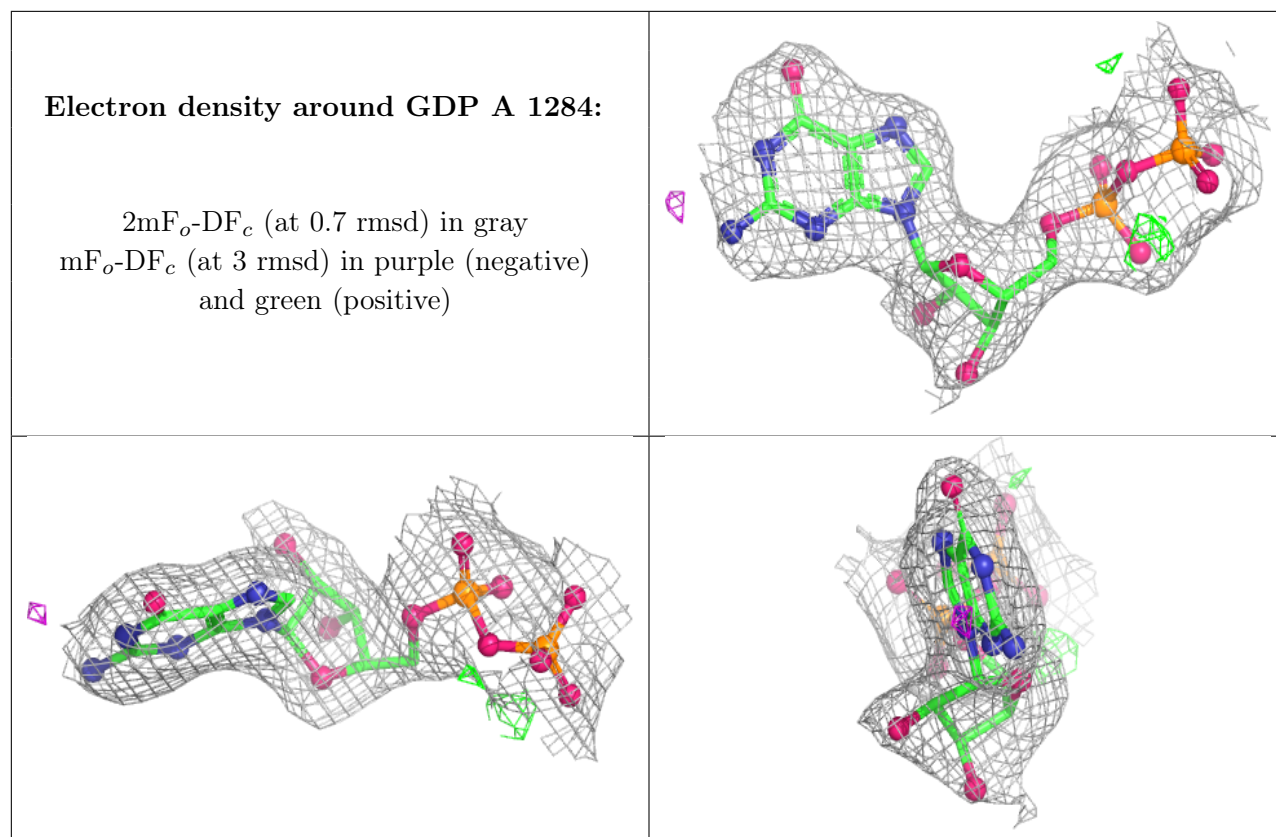 Electron density around GDP A 1284:
2mFo-DFc (at 0.7 rmsd) in gray
mFo-DFc (at 3 rmsd) in purple (negative)
and green (positive)